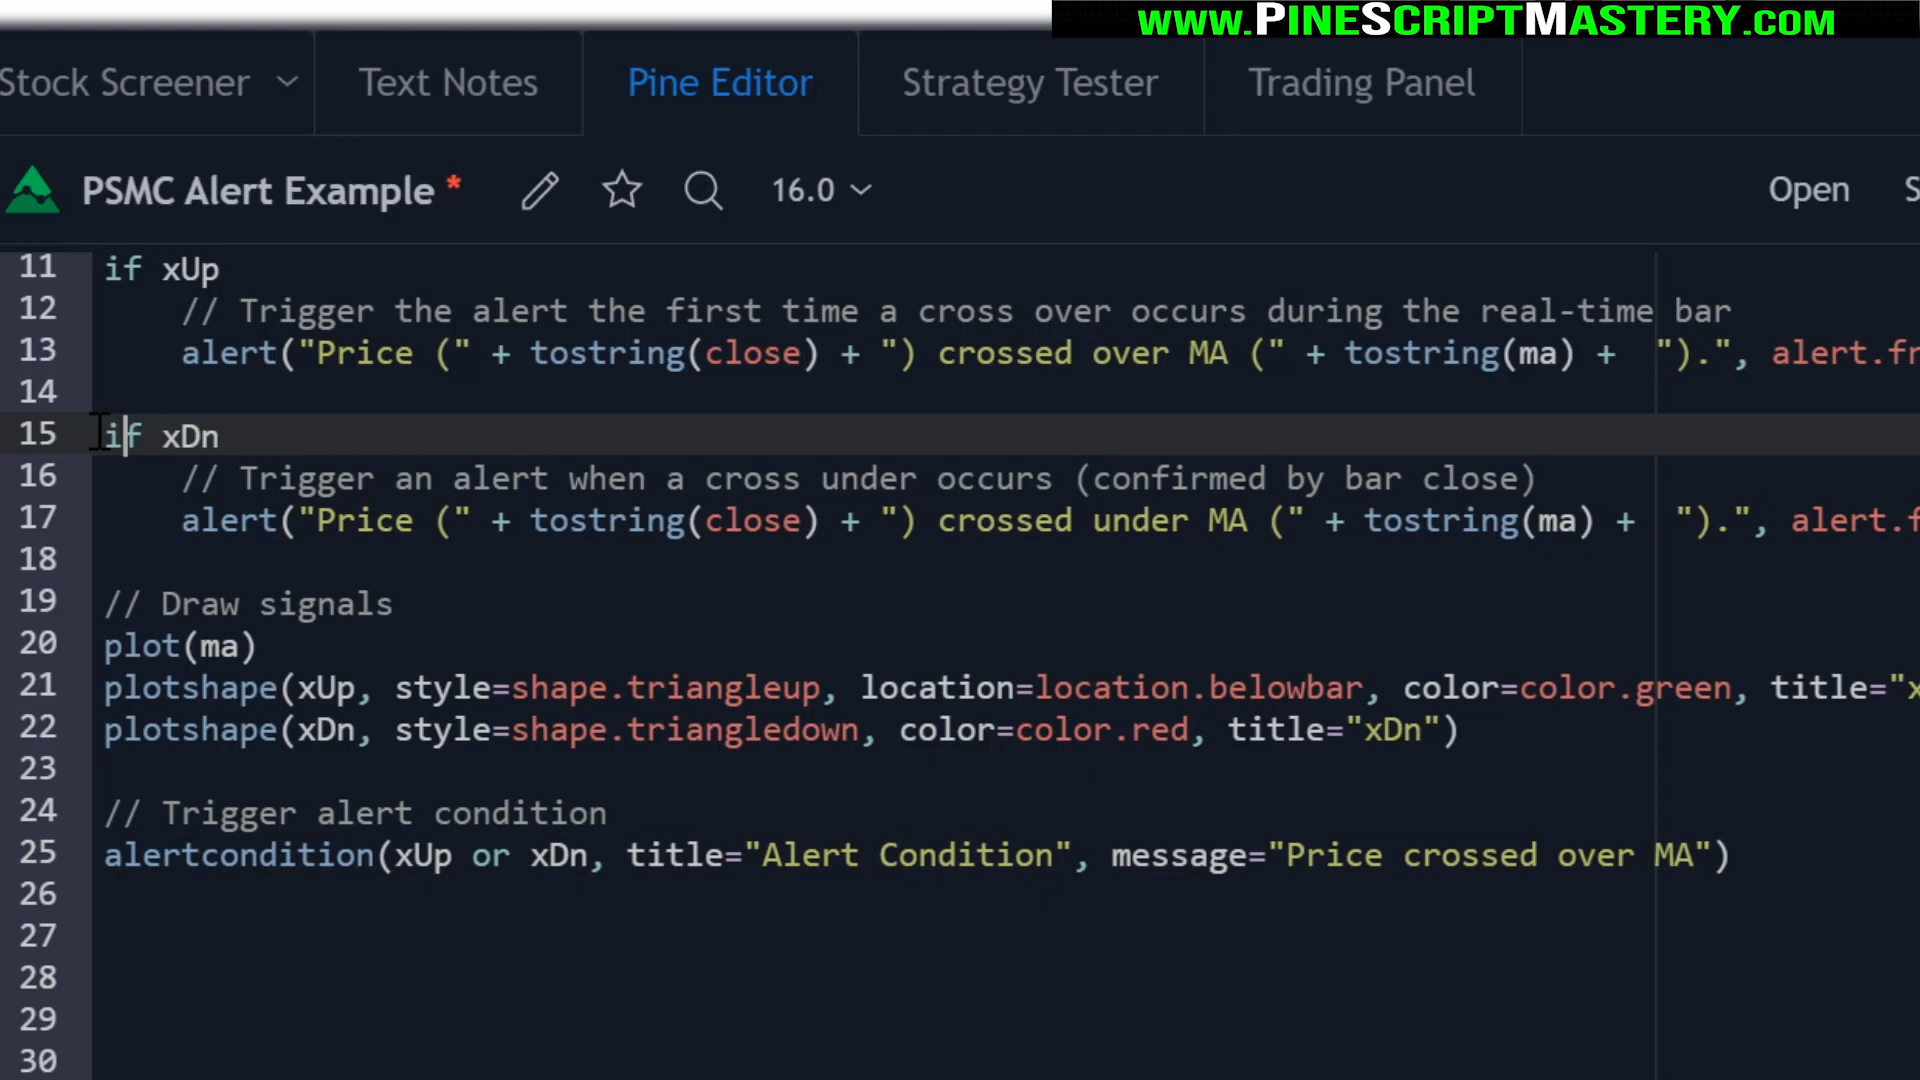 www.PineScriptMastery.com
Stock Screener Text Notes Pine Editor Strategy Tester Trading Panel
PSMC Alert Example * 16.0 Open S
11 if xUp
12 // Trigger the alert the first time a cross over occurs during the real-time bar
13 alert("Price (" + tostring(close) + ") crossed over MA (" + tostring(ma) + ").", alert.fr
14
15 if xDn
16 // Trigger an alert when a cross under occurs (confirmed by bar close)
17 alert("Price (" + tostring(close) + ") crossed under MA (" + tostring(ma) + ").", alert.f
18
19 // Draw signals
20 plot(ma)
21 plotshape(xUp, style=shape.triangleup, location=location.belowbar, color=color.green, title="x
22 plotshape(xDn, style=shape.triangledown, color=color.red, title="xDn")
23
24 // Trigger alert condition
25 alertcondition(xUp or xDn, title="Alert Condition", message="Price crossed over MA")
26
27
28
29
30